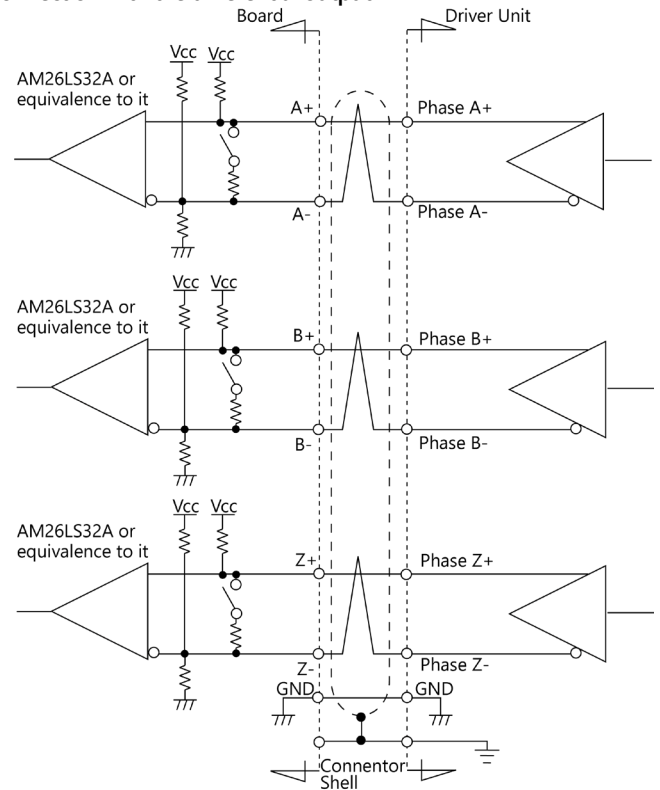 Board
Driver Unit
Vcc
Vcc
AM26LS32A or
equivalence to it
A+
Phase A+
A-
Phase A-
Vcc
Vcc
AM26LS32A or
equivalence to it
B+
Phase B+
B-
Phase B-
Vcc
Vcc
AM26LS32A or
equivalence to it
Z+
Phase Z+
Z-
Phase Z-
GND
GND
Connentor
Shell